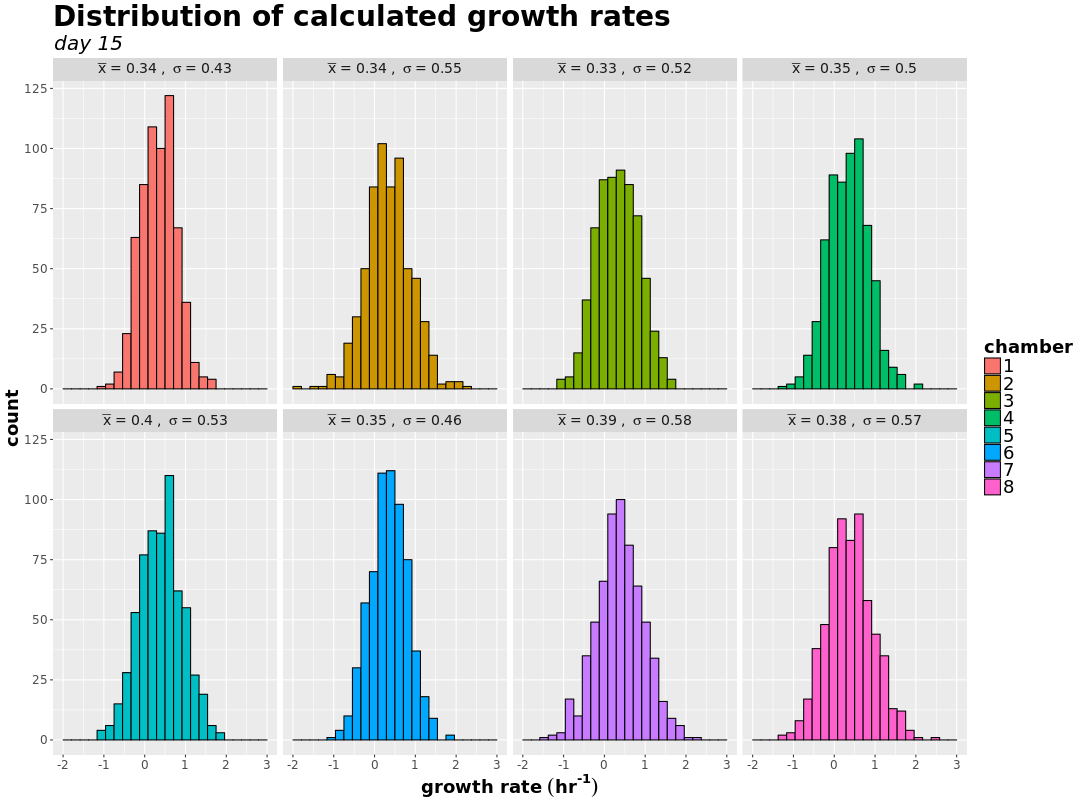 Distribution of calculated growth rates
day 15
x̅ = 0.34 , σ = 0.43
x̅ = 0.34 , σ = 0.55
x̅ = 0.33 , σ = 0.52
x̅ = 0.35 , σ = 0.5
125
100
75
50
25
0
x̅ = 0.4 , σ = 0.53
x̅ = 0.35 , σ = 0.46
x̅ = 0.39 , σ = 0.58
x̅ = 0.38 , σ = 0.57
125
100
75
50
25
0
-2 -1 0 1 2 3
-2 -1 0 1 2 3
-2 -1 0 1 2 3
-2 -1 0 1 2 3
count
growth rate (hr⁻¹)
chamber
1
2
3
4
5
6
7
8